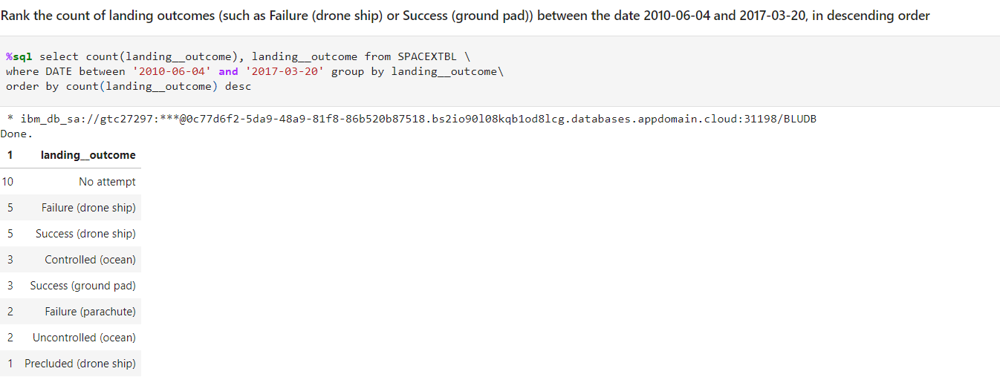 Rank the count of landing outcomes (such as Failure (drone ship) or Success (ground pad)) between the date 2010-06-04 and 2017-03-20, in descending order
%sql select count(landing__outcome), landing__outcome from SPACEXTBL \
where DATE between '2010-06-04' and '2017-03-20' group by landing__outcome\
order by count(landing__outcome) desc
* ibm_db_sa://gtc27297:***@0c77d6f2-5da9-48a9-81f8-86b520b87518.bs2io90l08kqb1od8lcg.databases.appdomain.cloud:31198/BLUDB
Done.
1 landing__outcome
10 No attempt
5 Failure (drone ship)
5 Success (drone ship)
3 Controlled (ocean)
3 Success (ground pad)
2 Failure (parachute)
2 Uncontrolled (ocean)
1 Precluded (drone ship)